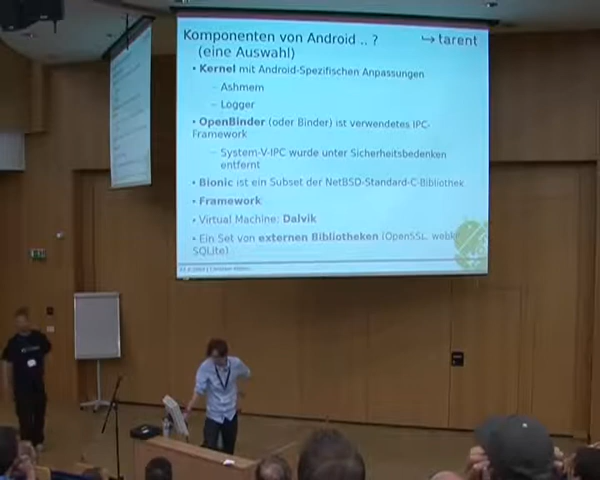 Komponenten von Android .. ?
(eine Auswahl)
→ tarent
• Kernel mit Android-Spezifischen Anpassungen
– Ashmem
– Logger
• OpenBinder (oder Binder) ist verwendetes IPC-
Framework
– System-V-IPC wurde unter Sicherheitsbedenken
entfernt
• Bionic ist ein Subset der NetBSD-Standard-C-Bibliothek
• Framework
• Virtual Machine: Dalvik
• Ein Set von externen Bibliotheken (OpenSSL, webkit
SQLite)